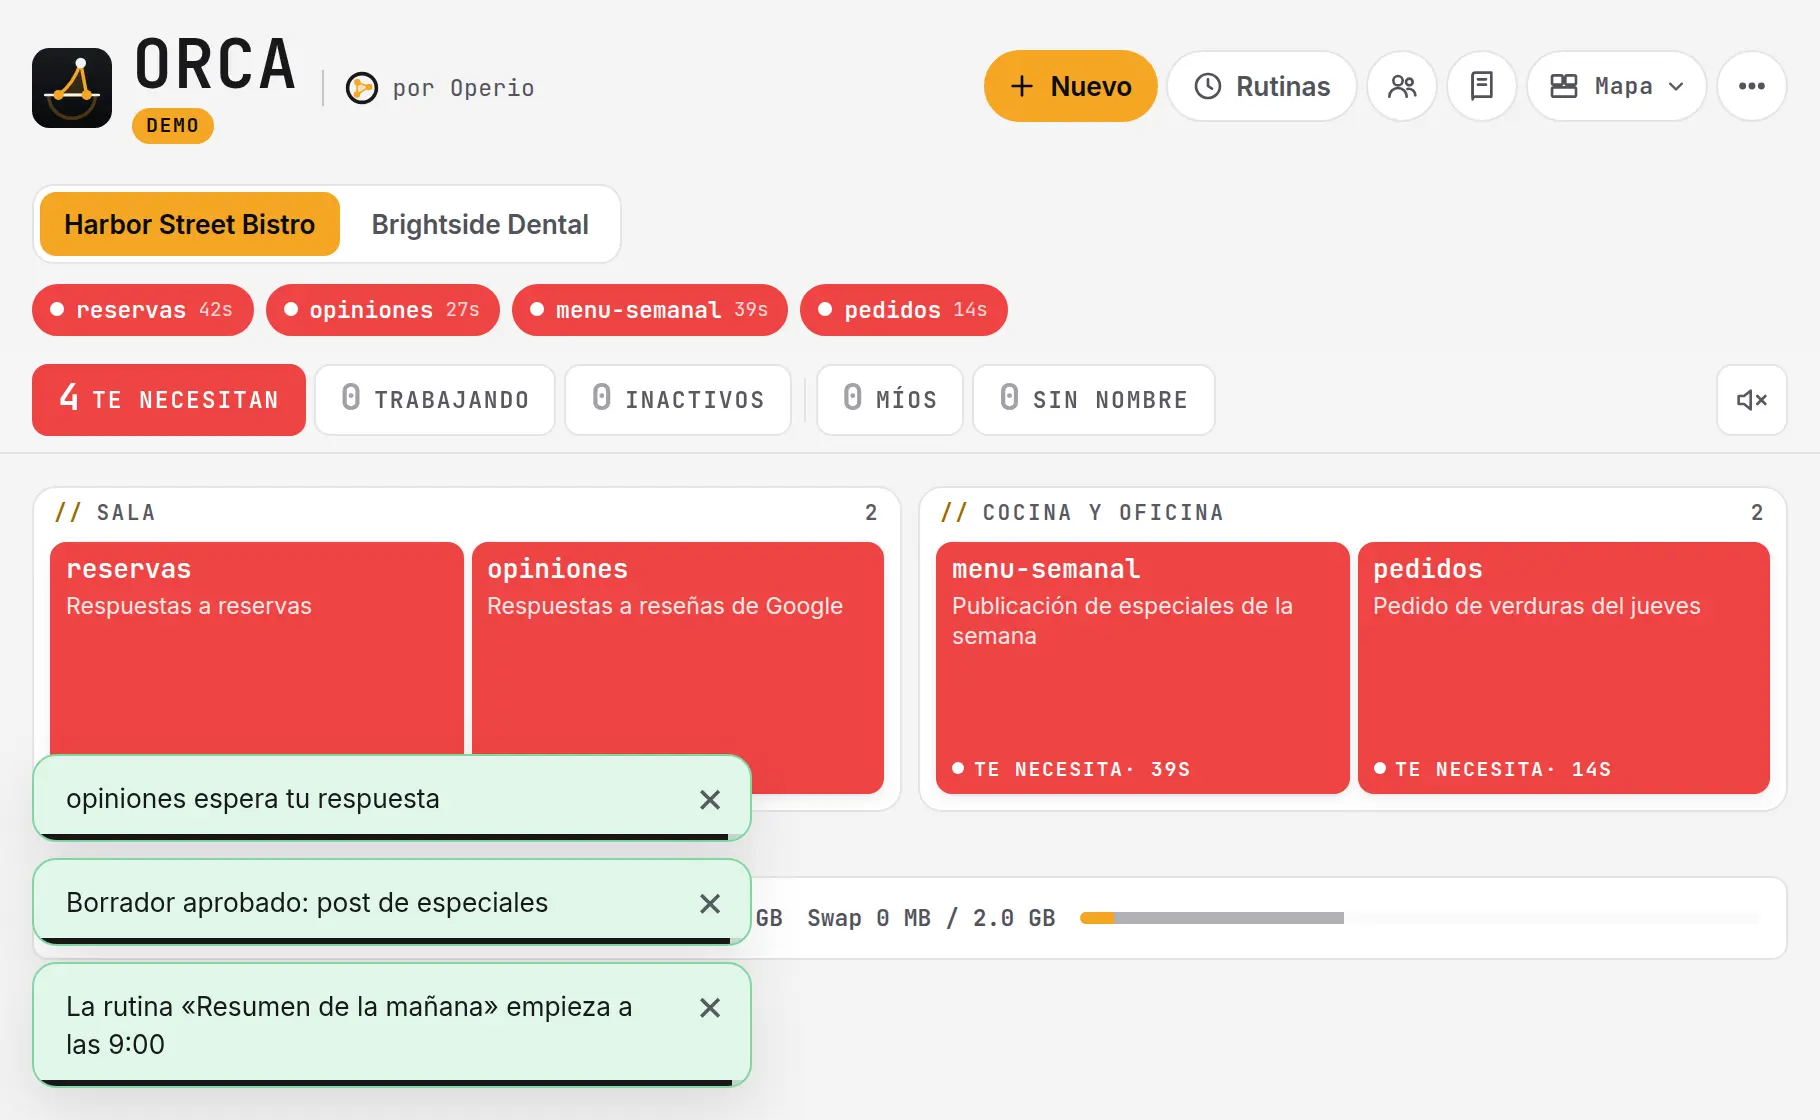 ORCA
DEMO
por Operio
Nuevo
Rutinas
Mapa
Harbor Street Bistro
Brightside Dental
reservas 42s
opiniones 27s
menu-semanal 39s
pedidos 14s
4 TE NECESITAN
0 TRABAJANDO
0 INACTIVOS
0 MÍOS
0 SIN NOMBRE
// SALA 2
reservas
Respuestas a reservas
opiniones
Respuestas a reseñas de Google
// COCINA Y OFICINA 2
menu-semanal
Publicación de especiales de la
semana
TE NECESITA· 39S
pedidos
Pedido de verduras del jueves
TE NECESITA· 14S
opiniones espera tu respuesta
Borrador aprobado: post de especiales
GB Swap 0 MB / 2.0 GB
La rutina «Resumen de la mañana» empieza a
las 9:00